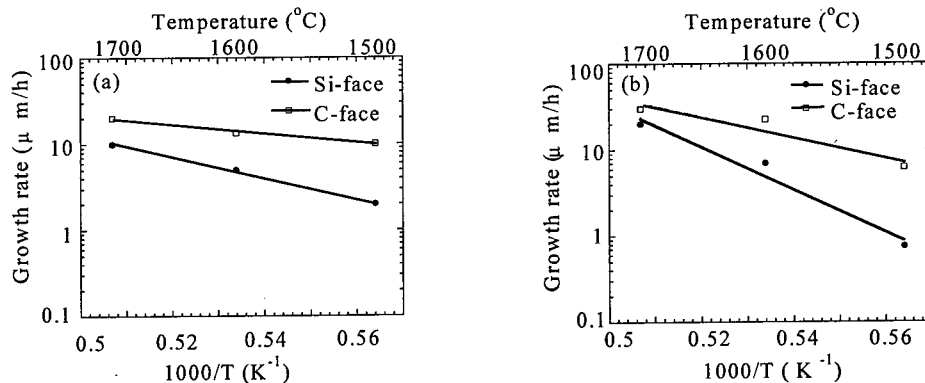 Temperature (°C)
1700 1600 1500
100
10
1
0.1
Growth rate (μ m/h)
(a)
Si-face
C-face
0.5 0.52 0.54 0.56
1000/T (K⁻¹)
Temperature (°C)
1700 1600 1500
100
10
1
0.1
Growth rate (μ m/h)
(b)
Si-face
C-face
0.5 0.52 0.54 0.56
1000/T ( K⁻¹)